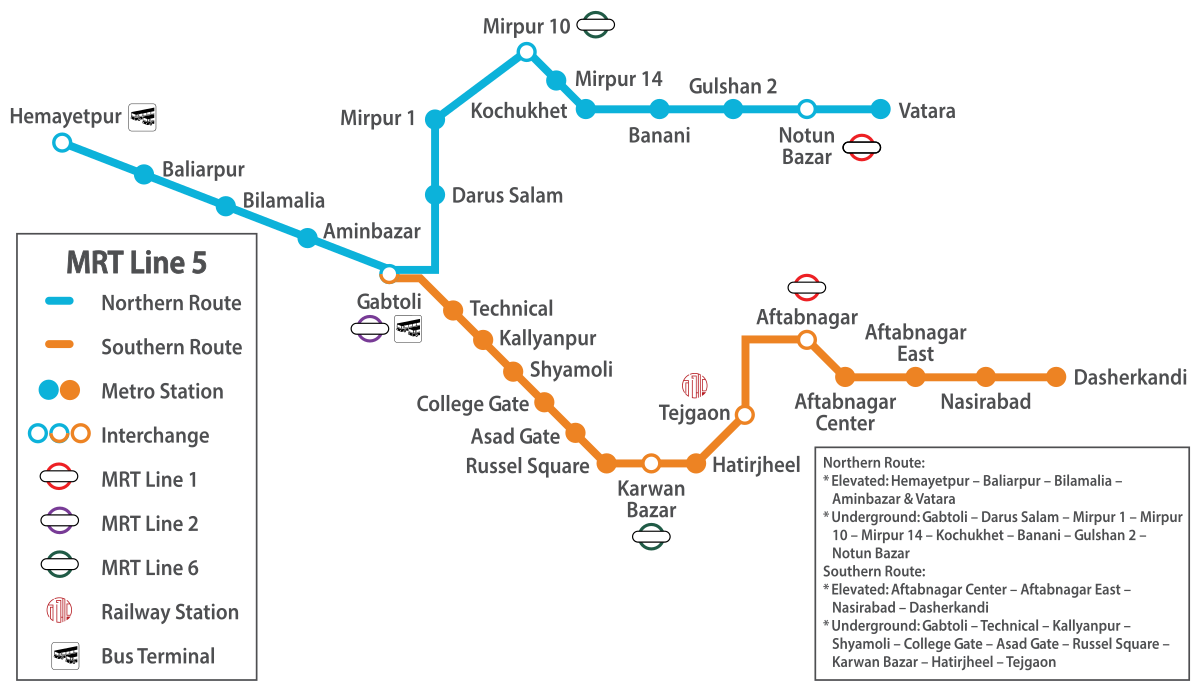 Mirpur 10
Mirpur 14
Gulshan 2
Hemayetpur
Mirpur 1
Kochukhet
Vatara
Banani
Notun
Bazar
Baliarpur
Bilamalia
Darus Salam
Aminbazar
MRT Line 5
Northern Route
Southern Route
Metro Station
Interchange
MRT Line 1
MRT Line 2
MRT Line 6
Railway Station
Bus Terminal
Gabtoli
Technical
Kallyanpur
Shyamoli
College Gate
Asad Gate
Russel Square
Karwan
Bazar
Hatirjheel
Tejgaon
Aftabnagar
Aftabnagar
East
Aftabnagar
Center
Nasirabad
Dasherkandi
Northern Route:
* Elevated: Hemayetpur – Baliarpur – Bilamalia –
Aminbazar & Vatara
* Underground: Gabtoli – Darus Salam – Mirpur 1 – Mirpur
10 – Mirpur 14 – Kochukhet – Banani – Gulshan 2 –
Notun Bazar
Southern Route:
* Elevated: Aftabnagar Center – Aftabnagar East –
Nasirabad – Dasherkandi
* Underground: Gabtoli – Technical – Kallyanpur –
Shyamoli – College Gate – Asad Gate – Russel Square –
Karwan Bazar – Hatirjheel – Tejgaon